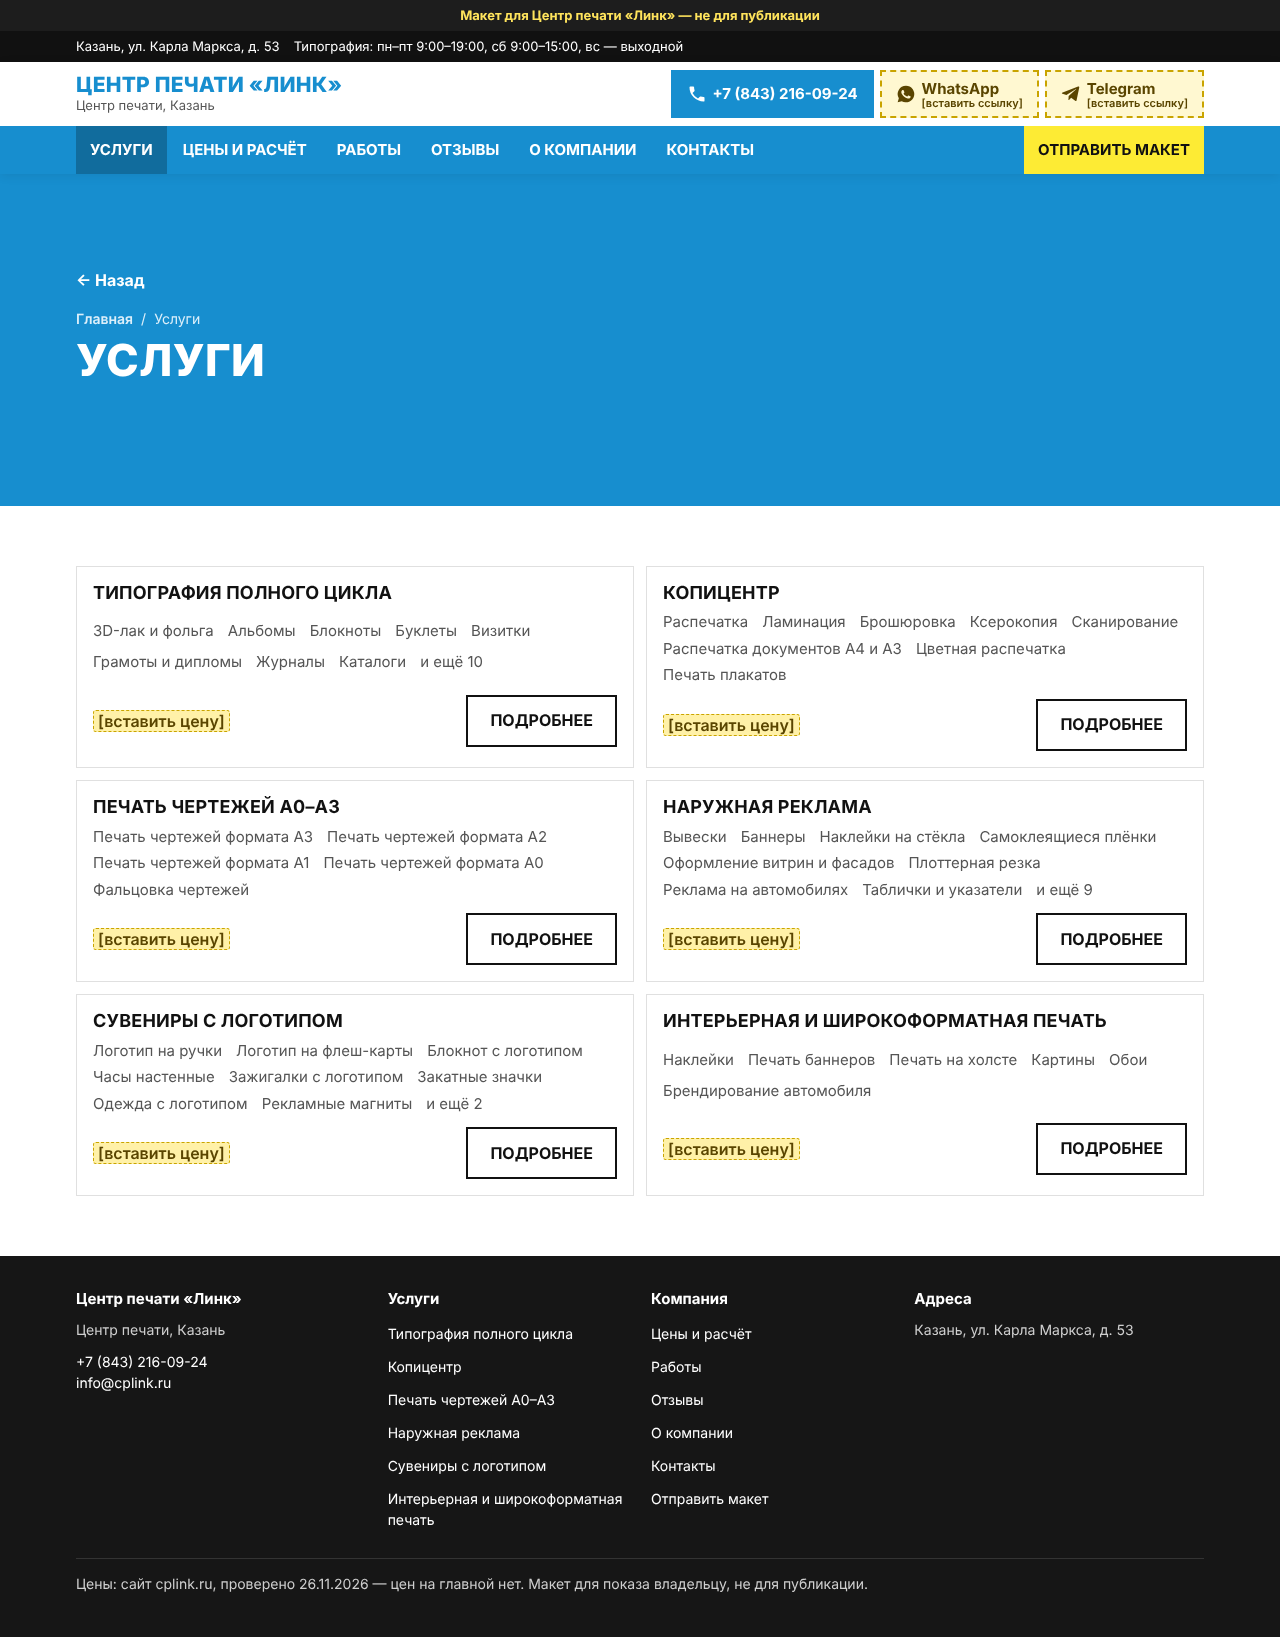 Макет для Центр печати «Линк» — не для публикации
Казань, ул. Карла Маркса, д. 53 Типография: пн–пт 9:00–19:00, сб 9:00–15:00, вс — выходной
ЦЕНТР ПЕЧАТИ «ЛИНК»
Центр печати, Казань
+7 (843) 216-09-24
WhatsApp
[вставить ссылку]
Telegram
[вставить ссылку]
УСЛУГИ ЦЕНЫ И РАСЧЁТ РАБОТЫ ОТЗЫВЫ О КОМПАНИИ КОНТАКТЫ ОТПРАВИТЬ МАКЕТ
← Назад
Главная / Услуги
УСЛУГИ
ТИПОГРАФИЯ ПОЛНОГО ЦИКЛА
3D-лак и фольга Альбомы Блокноты Буклеты Визитки
Грамоты и дипломы Журналы Каталоги и ещё 10
[вставить цену] ПОДРОБНЕЕ
КОПИЦЕНТР
Распечатка Ламинация Брошюровка Ксерокопия Сканирование
Распечатка документов А4 и А3 Цветная распечатка
Печать плакатов
[вставить цену] ПОДРОБНЕЕ
ПЕЧАТЬ ЧЕРТЕЖЕЙ А0–А3
Печать чертежей формата А3 Печать чертежей формата А2
Печать чертежей формата А1 Печать чертежей формата А0
Фальцовка чертежей
[вставить цену] ПОДРОБНЕЕ
НАРУЖНАЯ РЕКЛАМА
Вывески Баннеры Наклейки на стёкла Самоклеящиеся плёнки
Оформление витрин и фасадов Плоттерная резка
Реклама на автомобилях Таблички и указатели и ещё 9
[вставить цену] ПОДРОБНЕЕ
СУВЕНИРЫ С ЛОГОТИПОМ
Логотип на ручки Логотип на флеш-карты Блокнот с логотипом
Часы настенные Зажигалки с логотипом Закатные значки
Одежда с логотипом Рекламные магниты и ещё 2
[вставить цену] ПОДРОБНЕЕ
ИНТЕРЬЕРНАЯ И ШИРОКОФОРМАТНАЯ ПЕЧАТЬ
Наклейки Печать баннеров Печать на холсте Картины Обои
Брендирование автомобиля
[вставить цену] ПОДРОБНЕЕ
Центр печати «Линк»
Центр печати, Казань
+7 (843) 216-09-24
info@cplink.ru
Услуги
Типография полного цикла
Копицентр
Печать чертежей А0–А3
Наружная реклама
Сувениры с логотипом
Интерьерная и широкоформатная
печать
Компания
Цены и расчёт
Работы
Отзывы
О компании
Контакты
Отправить макет
Адреса
Казань, ул. Карла Маркса, д. 53
Цены: сайт cplink.ru, проверено 26.11.2026 — цен на главной нет. Макет для показа владельцу, не для публикации.